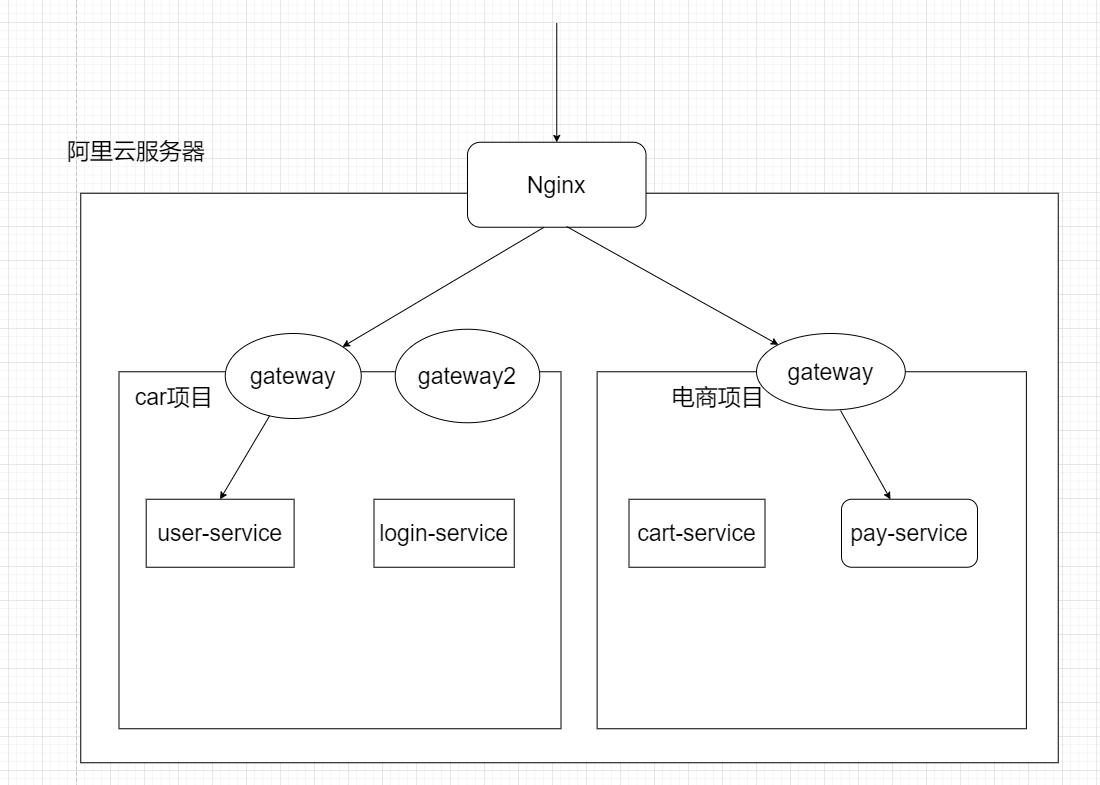 阿里云服务器
Nginx
gateway
gateway2
gateway
car项目
电商项目
user-service
login-service
cart-service
pay-service